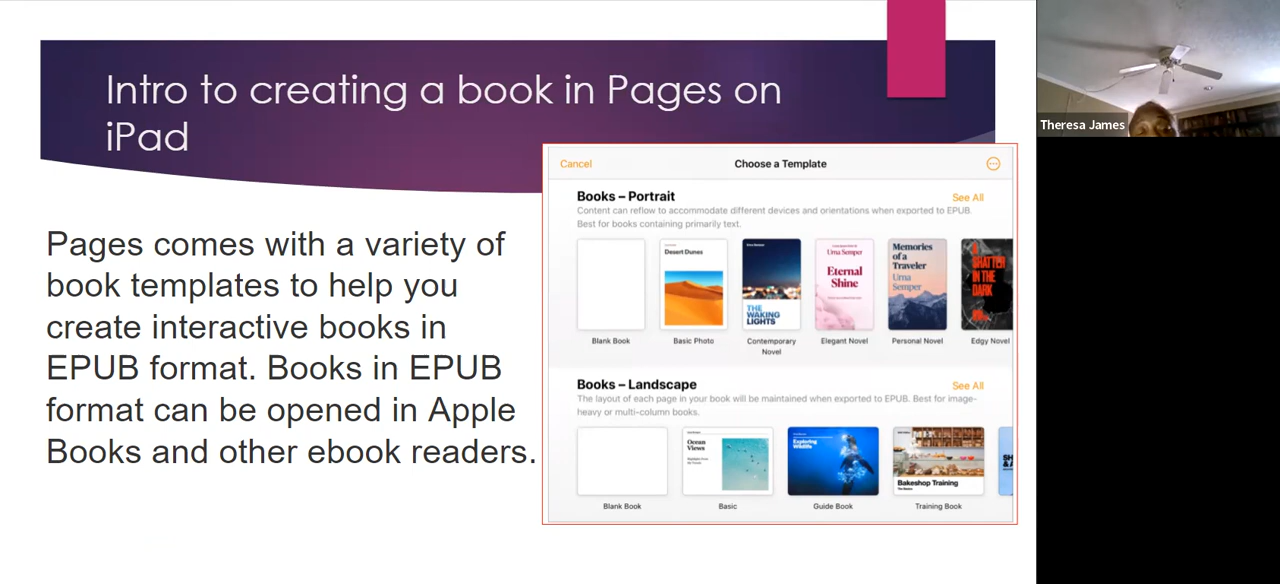 Intro to creating a book in Pages on
iPad
Pages comes with a variety of
book templates to help you
create interactive books in
EPUB format. Books in EPUB
format can be opened in Apple
Books and other ebook readers.
Cancel
Choose a Template
Books – Portrait
See All
Content can reflow to accommodate different devices and orientations when exported to EPUB.
Best for books containing primarily text.
Desert Dunes
THE
WAKING
LIGHTS
Urna Semper
Eternal
Shine
Memories
of a
Traveler
Urna
Semper
A
SHATTER
IN THE
DARK
Blank Book
Basic Photo
Contemporary
Novel
Elegant Novel
Personal Novel
Edgy Novel
Books – Landscape
See All
The layout of each page in your book will be maintained when exported to EPUB. Best for image-
heavy or multi-column books.
Ocean
Views
Exploring
Wildlife
Bakeshop Training
Blank Book
Basic
Guide Book
Training Book
Theresa James